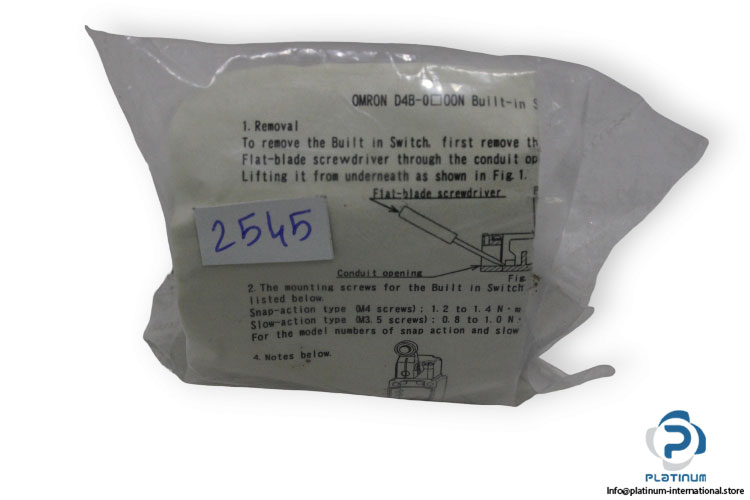 OMRON D4B-0□00N Built-in S
1. Removal
To remove the Built in Switch, first remove th
Flat-blade screwdriver through the conduit op
Lifting it from underneath as shown in Fig 1.
Flat-blade screwdriver
2545
Conduit opening
Fig.
2. The mounting screws for the Built in Switch
listed below.
Snap-action type (M4 screws) : 1.2 to 1.4 N·m
Slow-action type (M3.5 screws) : 0.8 to 1.0 N·
For the model numbers of snap action and slow
4. Notes below.
PLATINUM
Info@platinum-international.store